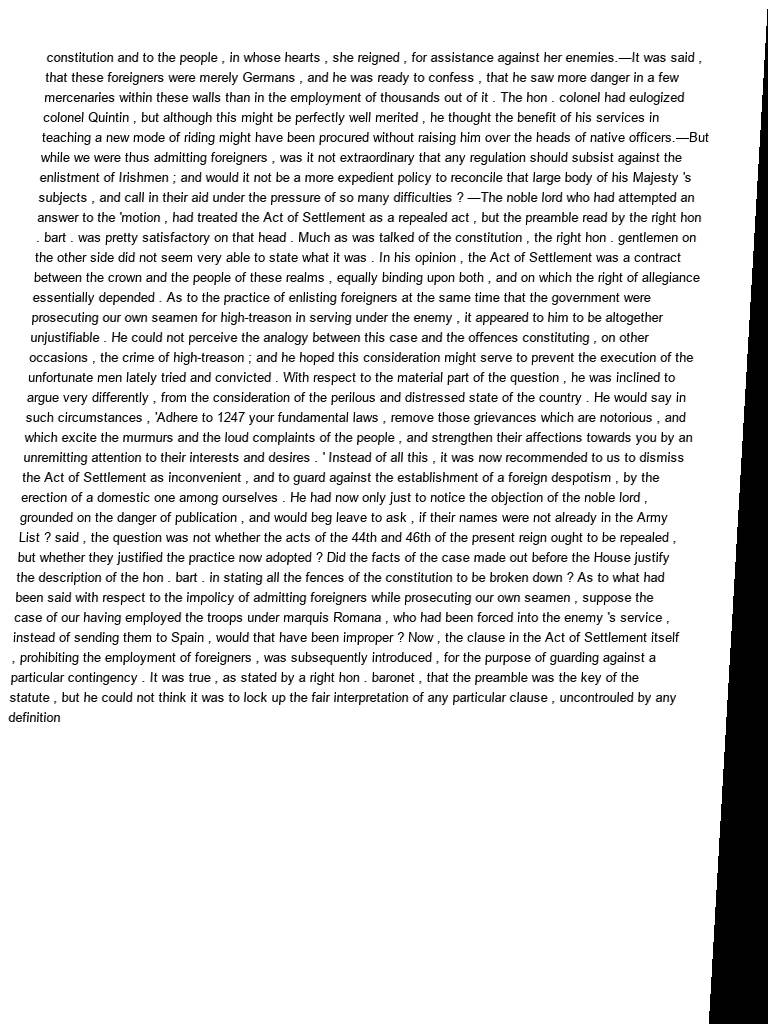 constitution and to the people , in whose hearts , she reigned , for assistance against her enemies.—It was said ,
that these foreigners were merely Germans , and he was ready to confess , that he saw more danger in a few
mercenaries within these walls than in the employment of thousands out of it . The hon . colonel had eulogized
colonel Quintin , but although this might be perfectly well merited , he thought the benefit of his services in
teaching a new mode of riding might have been procured without raising him over the heads of native officers.—But
while we were thus admitting foreigners , was it not extraordinary that any regulation should subsist against the
enlistment of Irishmen ; and would it not be a more expedient policy to reconcile that large body of his Majesty 's
subjects , and call in their aid under the pressure of so many difficulties ? —The noble lord who had attempted an
answer to the 'motion , had treated the Act of Settlement as a repealed act , but the preamble read by the right hon
. bart . was pretty satisfactory on that head . Much as was talked of the constitution , the right hon . gentlemen on
the other side did not seem very able to state what it was . In his opinion , the Act of Settlement was a contract
between the crown and the people of these realms , equally binding upon both , and on which the right of allegiance
essentially depended . As to the practice of enlisting foreigners at the same time that the government were
prosecuting our own seamen for high-treason in serving under the enemy , it appeared to him to be altogether
unjustifiable . He could not perceive the analogy between this case and the offences constituting , on other
occasions , the crime of high-treason ; and he hoped this consideration might serve to prevent the execution of the
unfortunate men lately tried and convicted . With respect to the material part of the question , he was inclined to
argue very differently , from the consideration of the perilous and distressed state of the country . He would say in
such circumstances , 'Adhere to 1247 your fundamental laws , remove those grievances which are notorious , and
which excite the murmurs and the loud complaints of the people , and strengthen their affections towards you by an
unremitting attention to their interests and desires . ' Instead of all this , it was now recommended to us to dismiss
the Act of Settlement as inconvenient , and to guard against the establishment of a foreign despotism , by the
erection of a domestic one among ourselves . He had now only just to notice the objection of the noble lord ,
grounded on the danger of publication , and would beg leave to ask , if their names were not already in the Army
List ? said , the question was not whether the acts of the 44th and 46th of the present reign ought to be repealed ,
but whether they justified the practice now adopted ? Did the facts of the case made out before the House justify
the description of the hon . bart . in stating all the fences of the constitution to be broken down ? As to what had
been said with respect to the impolicy of admitting foreigners while prosecuting our own seamen , suppose the
case of our having employed the troops under marquis Romana , who had been forced into the enemy 's service ,
instead of sending them to Spain , would that have been improper ? Now , the clause in the Act of Settlement itself
, prohibiting the employment of foreigners , was subsequently introduced , for the purpose of guarding against a
particular contingency . It was true , as stated by a right hon . baronet , that the preamble was the key of the
statute , but he could not think it was to lock up the fair interpretation of any particular clause , uncontrouled by any
definition